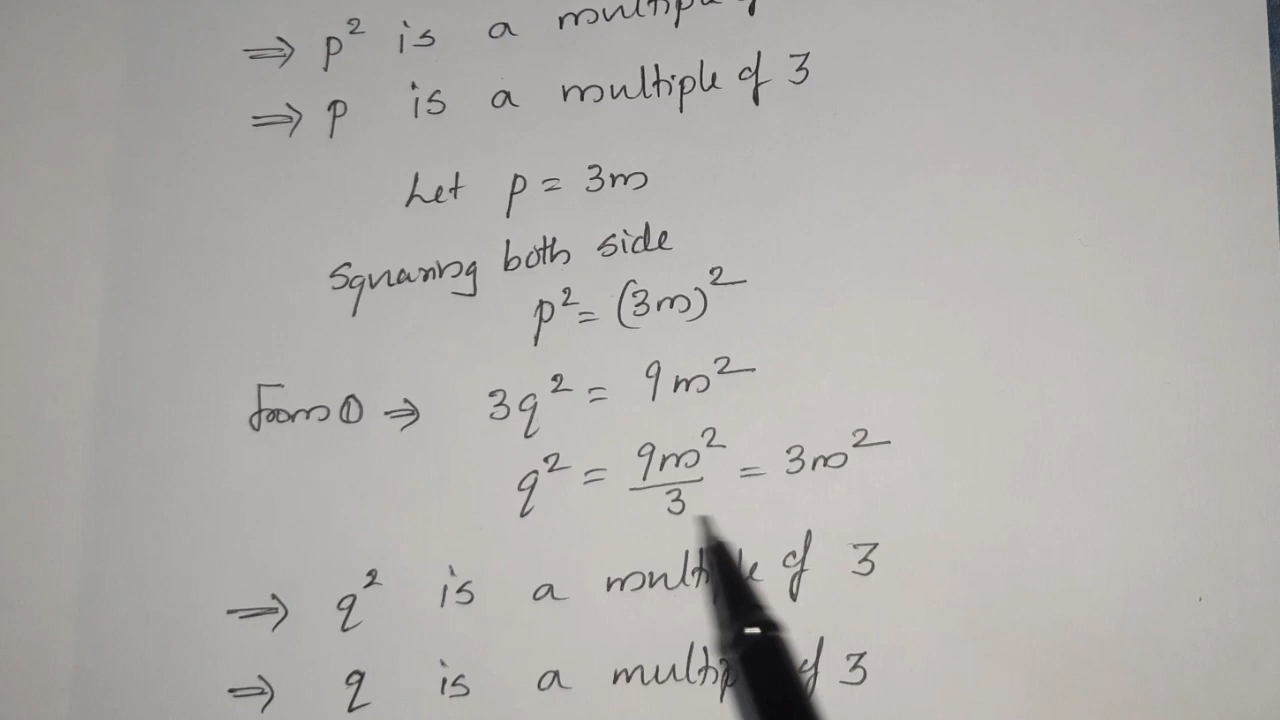 ⇒ p² is a
⇒ p is a multiple of 3
Let p = 3m
Squaring both side
p² = (3m)²
from ① ⇒ 3q² = 9m²
q² = 9m²/3 = 3m²
⇒ q² is a multiple of 3
⇒ q is a of 3